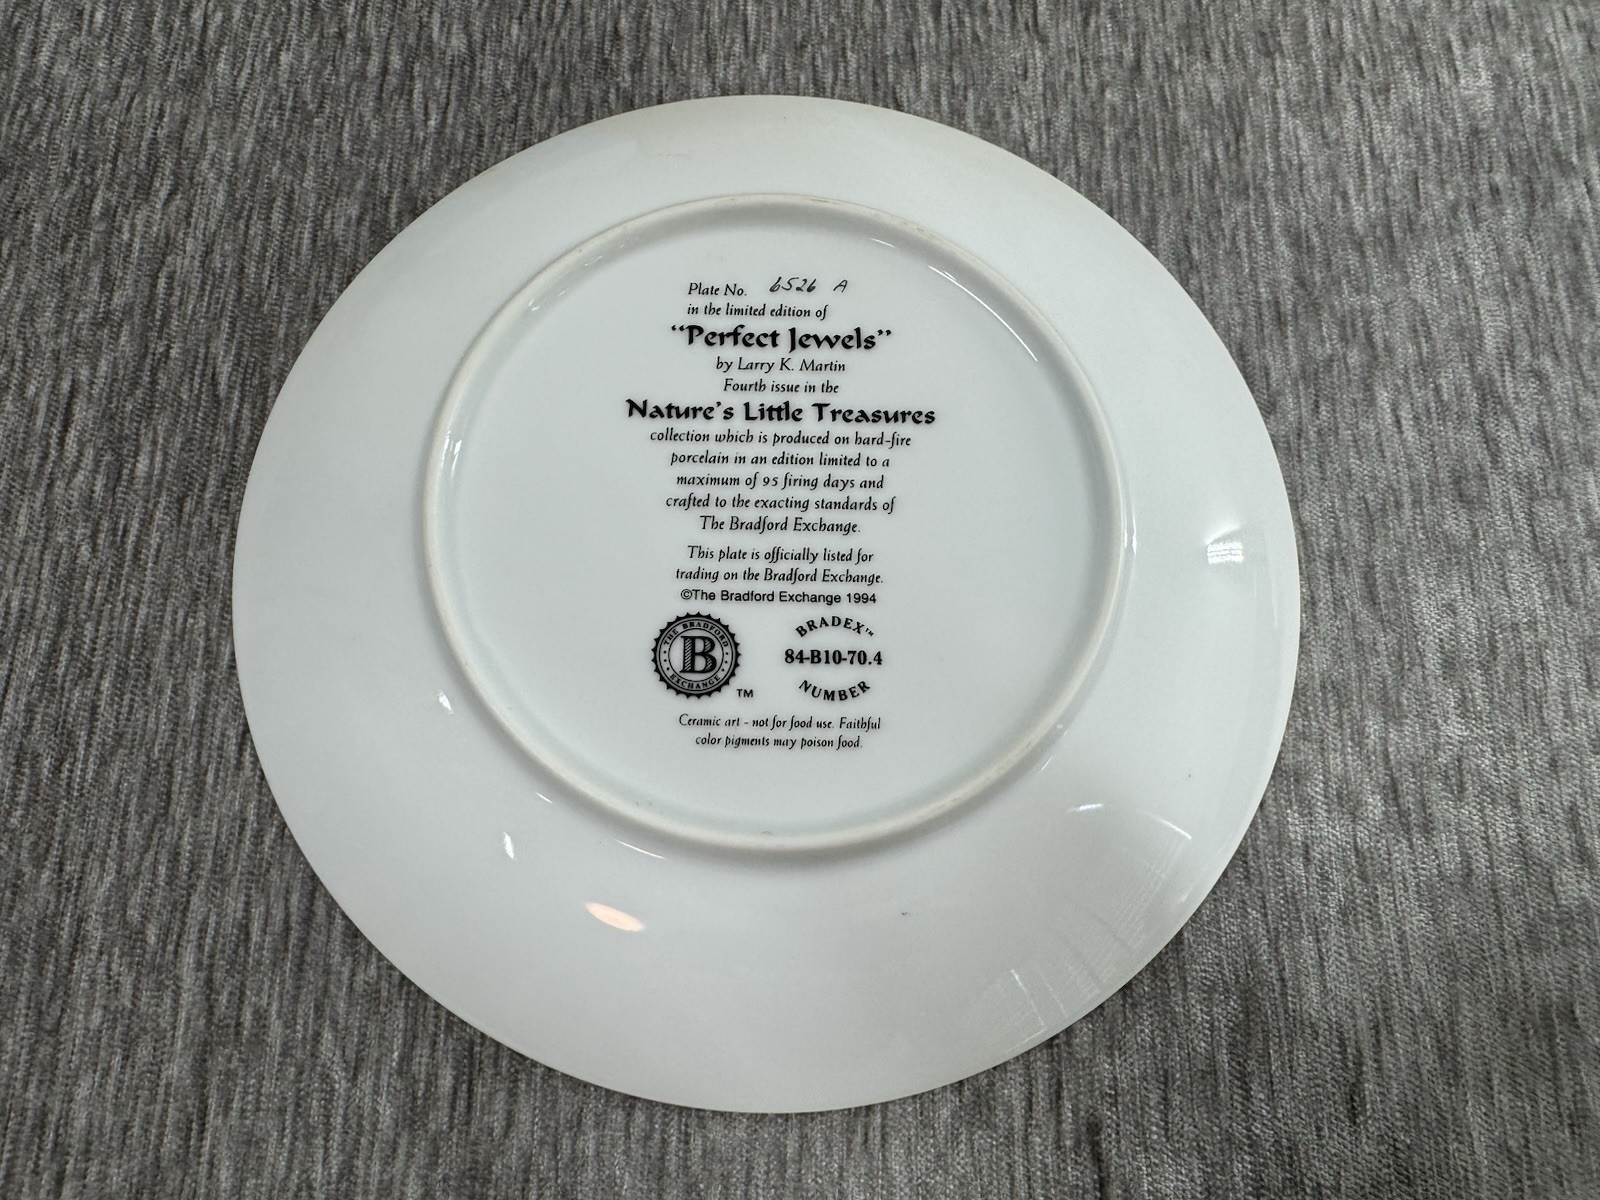 Plate No. 6526 A
in the limited edition of
“Perfect Jewels”
by Larry K. Martin
Fourth issue in the
Nature’s Little Treasures
collection which is produced on hard-fire
porcelain in an edition limited to a
maximum of 95 firing days and
crafted to the exacting standards of
The Bradford Exchange.
This plate is officially listed for
trading on the Bradford Exchange.
©The Bradford Exchange 1994
THE BRADFORD
B
EXCHANGE
TM
BRADEX™
84-B10-70.4
NUMBER
Ceramic art - not for food use. Faithful
color pigments may poison food.